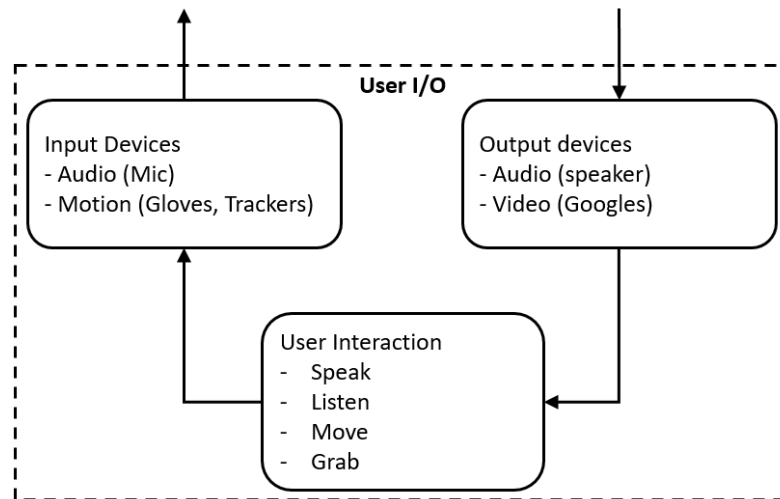 User I/O
Input Devices
- Audio (Mic)
- Motion (Gloves, Trackers)
Output devices
- Audio (speaker)
- Video (Googles)
User Interaction
- Speak
- Listen
- Move
- Grab